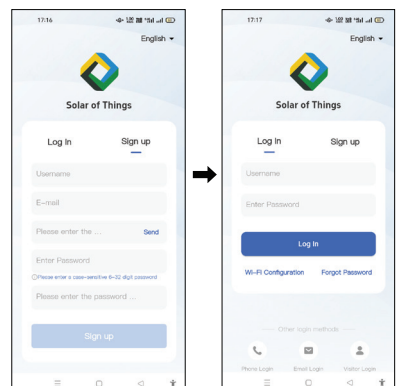 17:16
English
Solar of Things
Log In
Sign up
Username
E-mail
Please enter the ...
Send
Enter Password
Please enter a case-sensitive 6-32 digit password
Please enter the password ...
Sign up
17:17
English
Solar of Things
Log In
Sign up
Username
Enter Password
Log In
Wi-Fi Configuration
Forgot Password
Other login methods
Phone Login
Email Login
Visitor Login